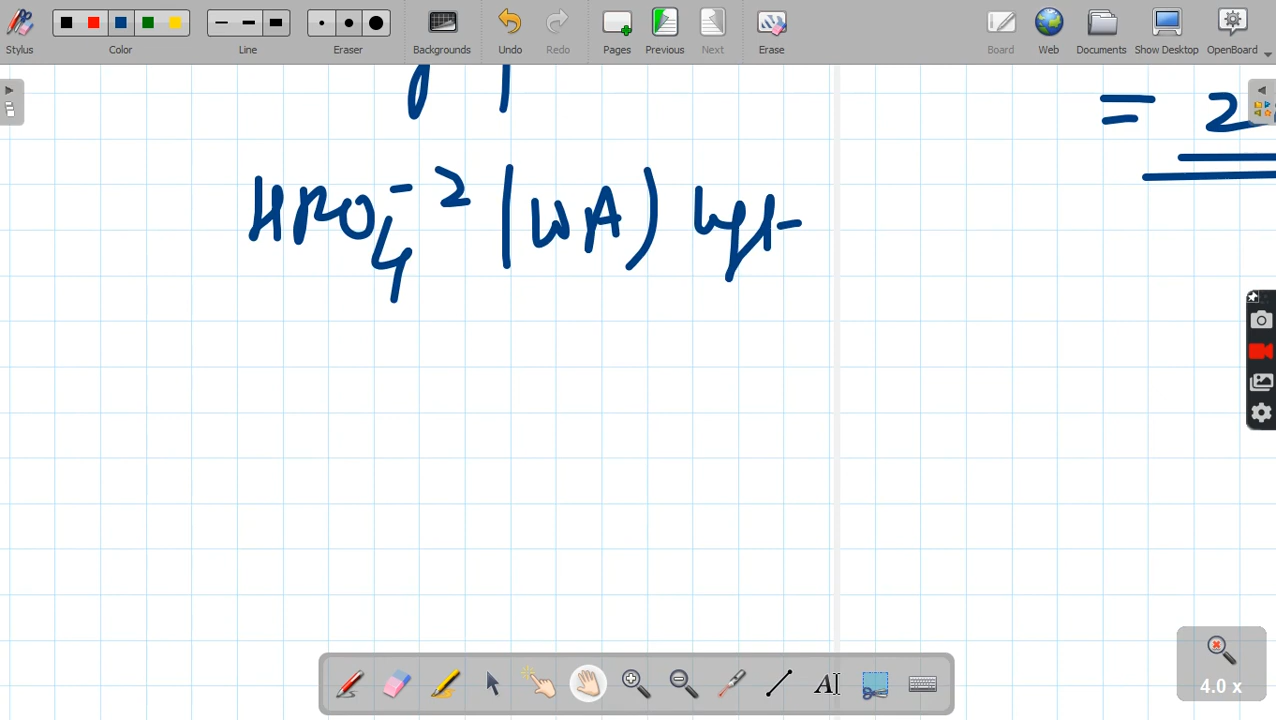 Stylus
Color
Line
Eraser
Backgrounds
Undo
Redo
Pages
Previous
Next
Erase
Board
Web
Documents
Show Desktop
OpenBoard
= 2
HPO₄⁻² (WA)
4.0 x